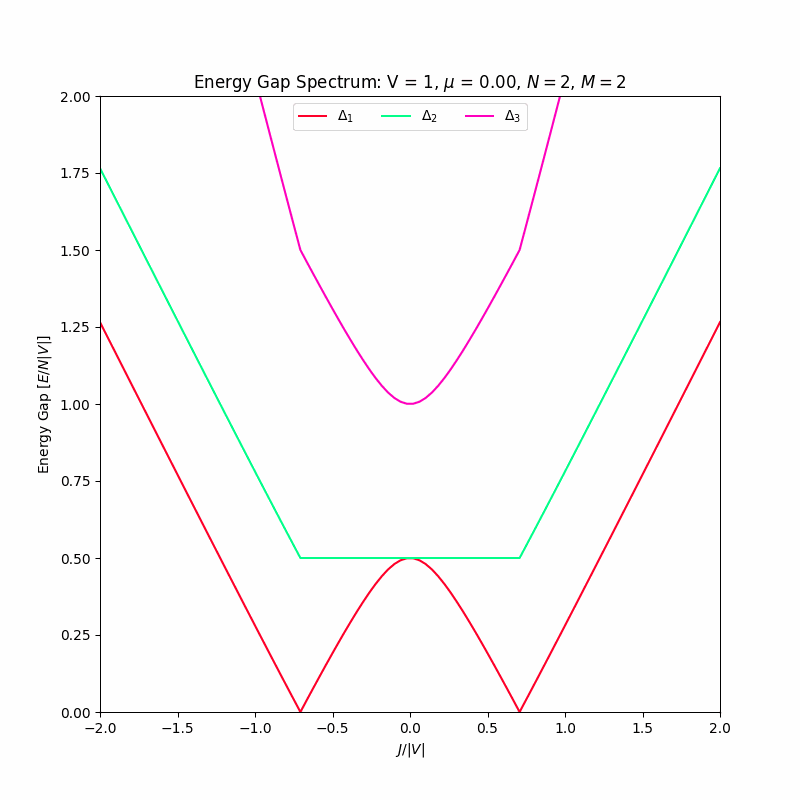 Energy Gap Spectrum: V = 1, μ = 0.00, N = 2, M = 2
2.00
Δ₁ Δ₂ Δ₃
1.75
1.50
1.25
1.00
0.75
0.50
0.25
0.00
Energy Gap [E/N|V|]
−2.0 −1.5 −1.0 −0.5 0.0 0.5 1.0 1.5 2.0
J/|V|